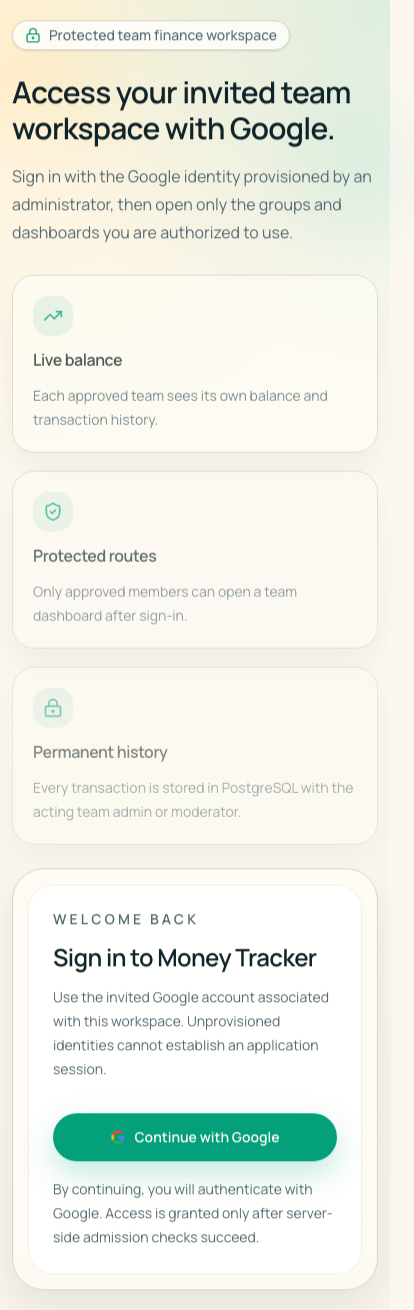 Protected team finance workspace
Access your invited team
workspace with Google.
Sign in with the Google identity provisioned by an
administrator, then open only the groups and
dashboards you are authorized to use.
Live balance
Each approved team sees its own balance and
transaction history.
Protected routes
Only approved members can open a team
dashboard after sign-in.
Permanent history
Every transaction is stored in PostgreSQL with the
acting team admin or moderator.
WELCOME BACK
Sign in to Money Tracker
Use the invited Google account associated
with this workspace. Unprovisioned
identities cannot establish an application
session.
Continue with Google
By continuing, you will authenticate with
Google. Access is granted only after server-
side admission checks succeed.